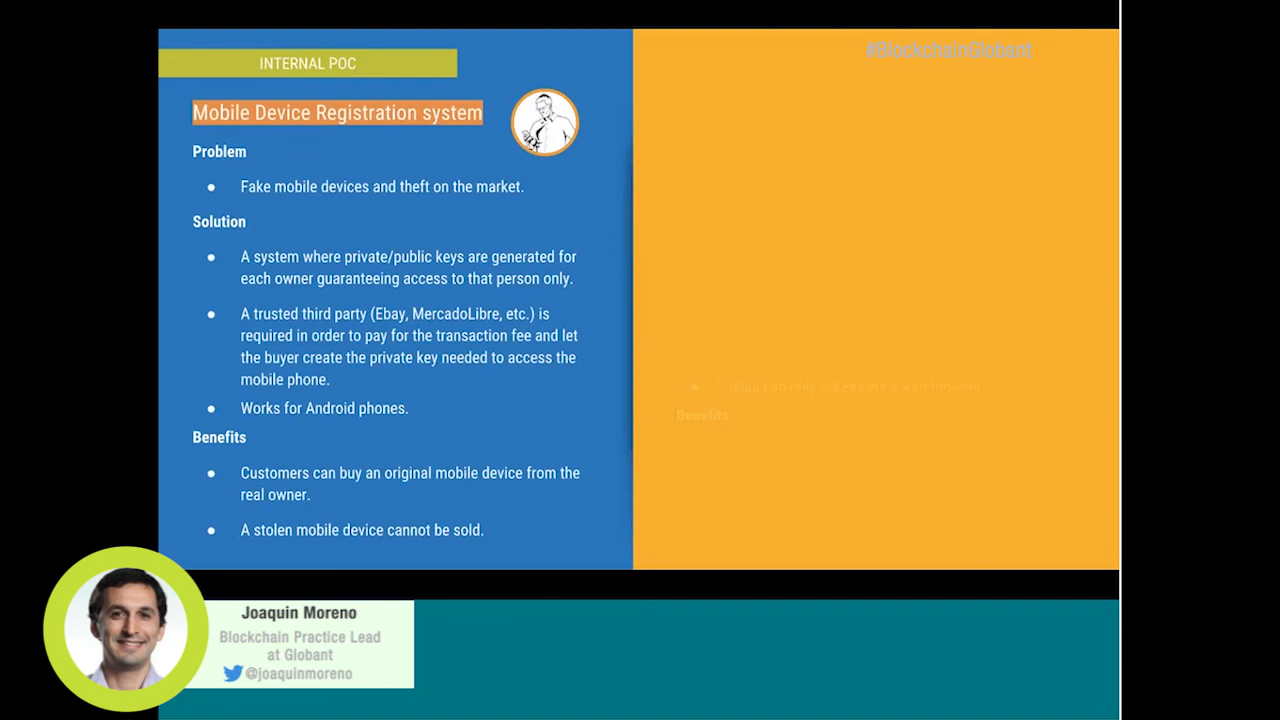 #BlockchainGlobant
INTERNAL POC
Mobile Device Registration system
Problem
● Fake mobile devices and theft on the market.
Solution
● A system where private/public keys are generated for
each owner guaranteeing access to that person only.
● A trusted third party (Ebay, MercadoLibre, etc.) is
required in order to pay for the transaction fee and let
the buyer create the private key needed to access the
mobile phone.
● Works for Android phones.
Benefits
● Customers can buy an original mobile device from the
real owner.
● A stolen mobile device cannot be sold.
Benefits
Joaquin Moreno
Blockchain Practice Lead
at Globant
@joaquinmoreno